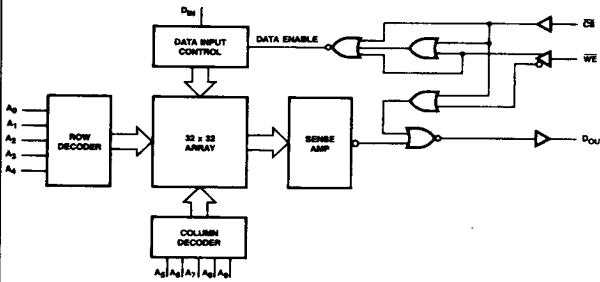 DIN
DATA INPUT
CONTROL
DATA ENABLE
CS
WE
A0
A1
A2
A3
A4
ROW
DECODER
32 x 32
ARRAY
SENSE
AMP
DOU
COLUMN
DECODER
A5 A6 A7 A8 A9